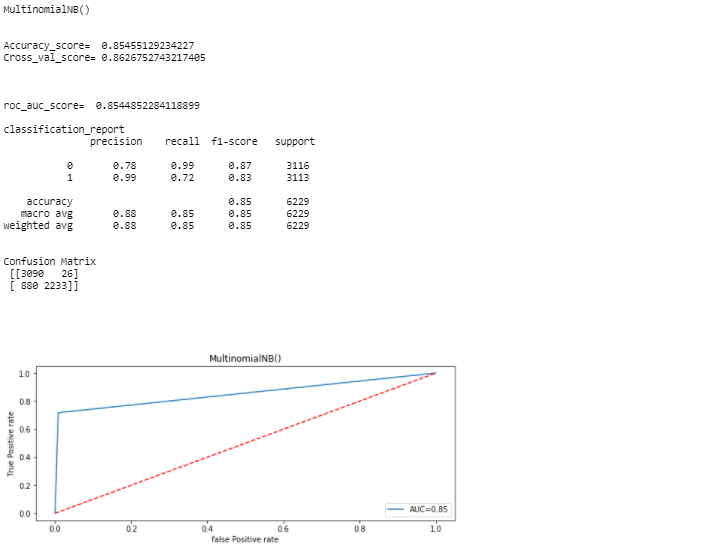 MultinomialNB()
Accuracy_score= 0.85455129234227
Cross_val_score= 0.8626752743217405
roc_auc_score= 0.8544852284118899
classification_report
precision recall f1-score support
0 0.78 0.99 0.87 3116
1 0.99 0.72 0.83 3113
accuracy 0.85 6229
macro avg 0.88 0.85 0.85 6229
weighted avg 0.88 0.85 0.85 6229
Confusion Matrix
[[3090 26]
[ 880 2233]]
MultinomialNB()
1.0
0.8
0.6
0.4
0.2
0.0
True Positive rate
AUC=0.85
0.0 0.2 0.4 0.6 0.8 1.0
false Positive rate